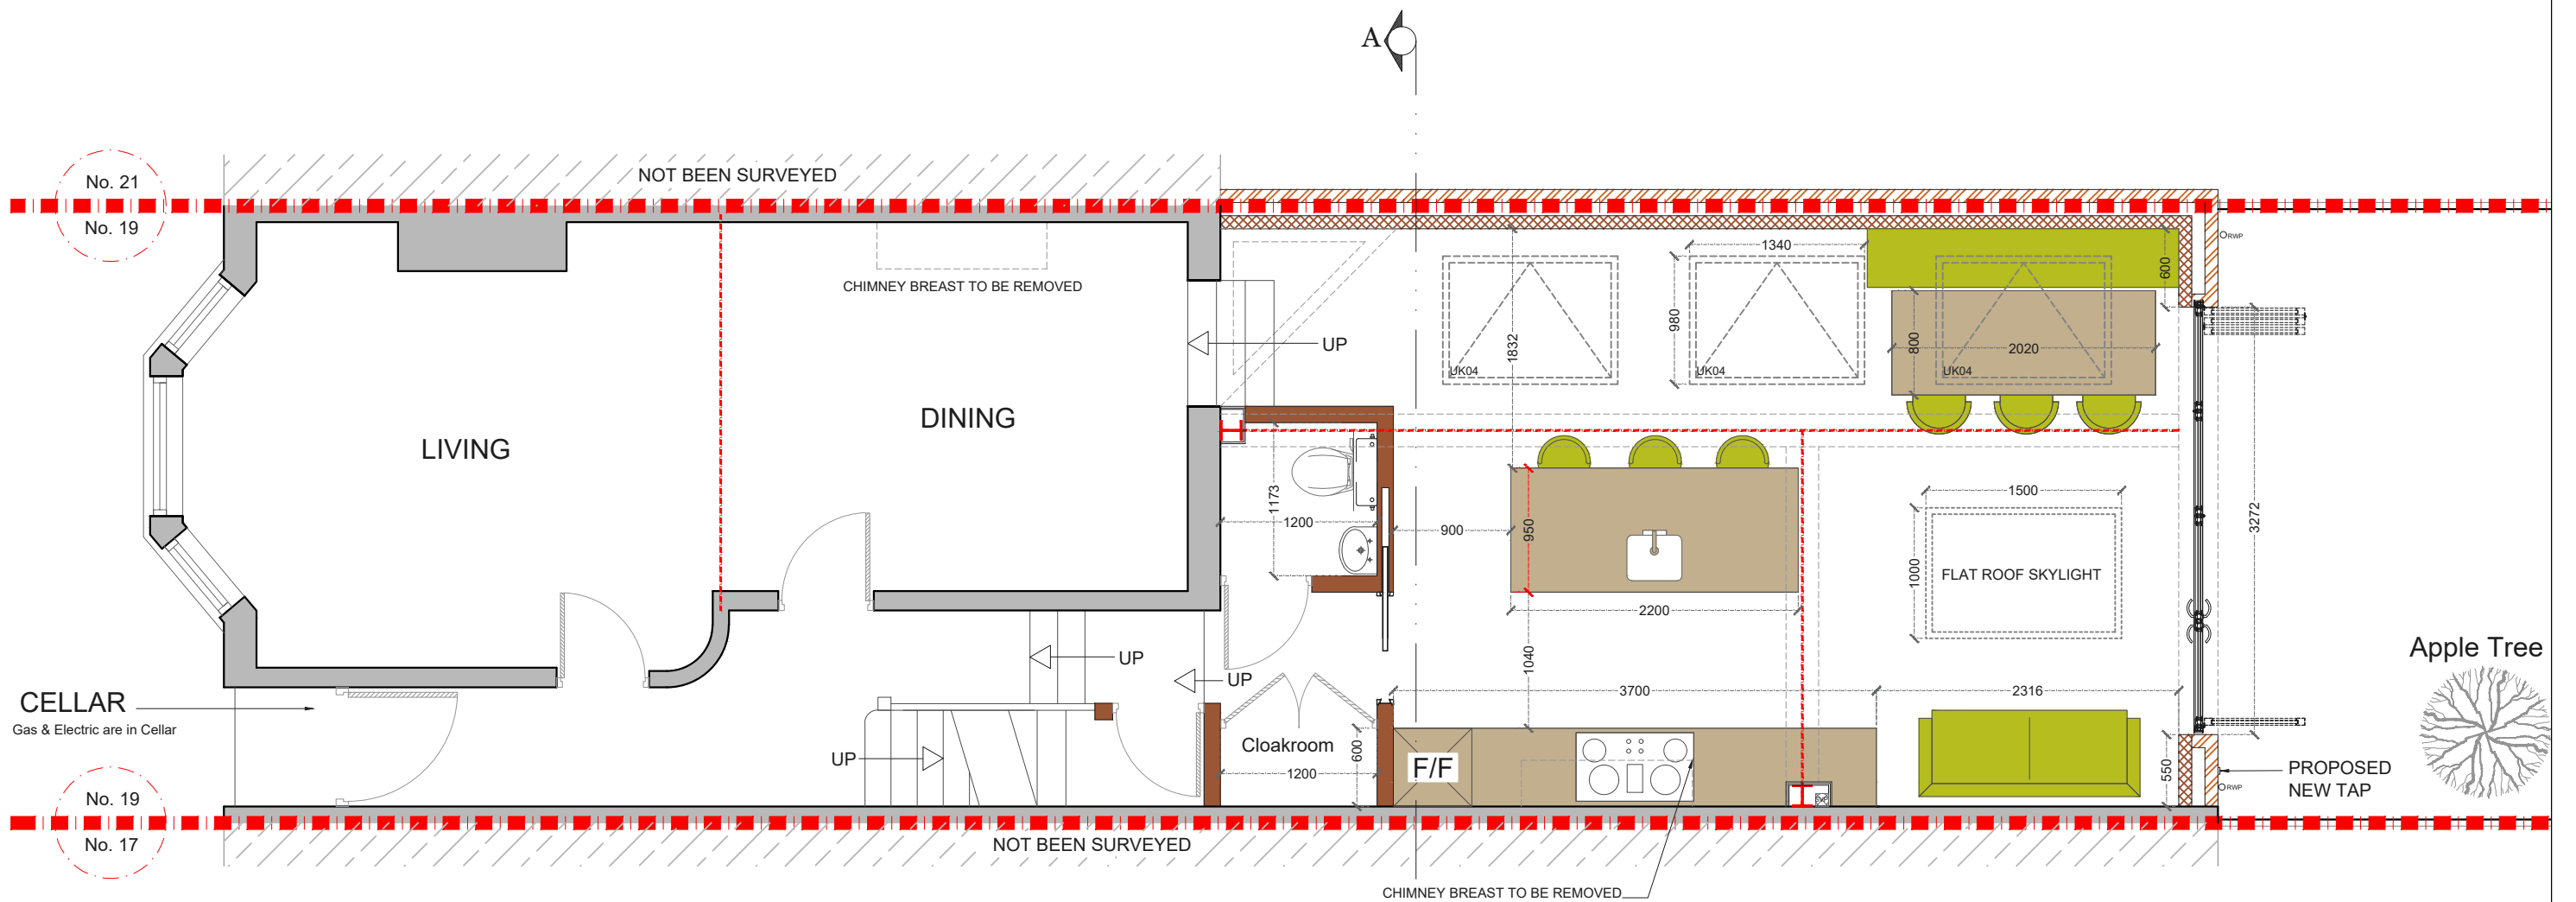 A
No. 21
NOT BEEN SURVEYED
No. 19
RWP
1340
600
CHIMNEY BREAST TO BE REMOVED
980
UP
1832
800
2020
UK04
UK04
UK04
DINING
LIVING
1173
1200
900
950
1500
3272
1000
FLAT ROOF SKYLIGHT
2200
Apple Tree
UP
1040
UP
3700
2316
CELLAR
Gas & Electric are in Cellar
Cloakroom
UP
600
1200
F/F
550
PROPOSED
NEW TAP
RWP
No. 19
No. 17
NOT BEEN SURVEYED
CHIMNEY BREAST TO BE REMOVED